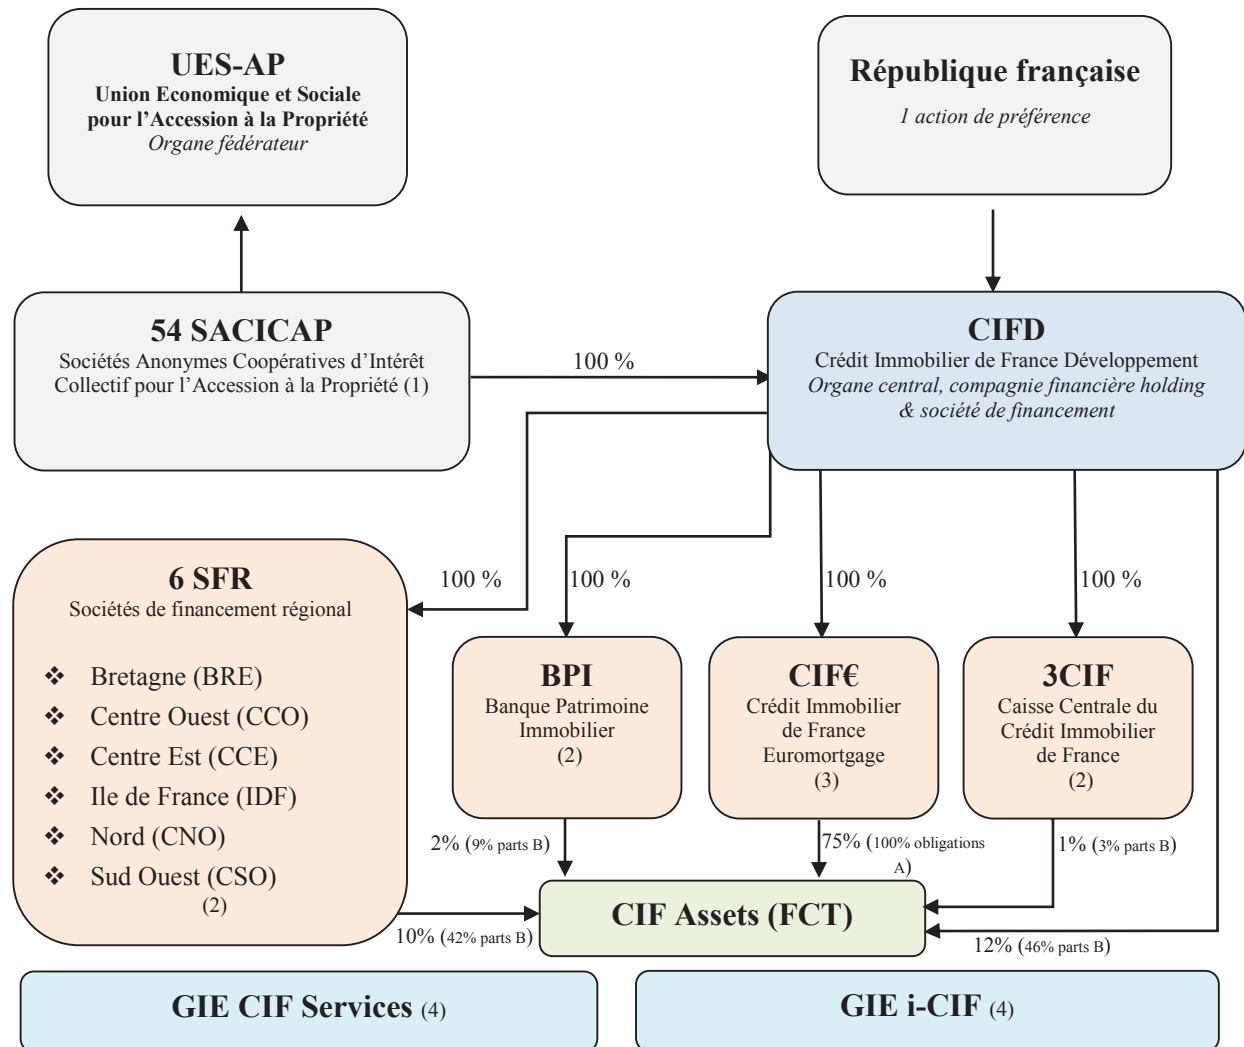 UES-AP
Union Economique et Sociale
pour l’Accession à la Propriété
Organe fédérateur
République française
1 action de préférence
54 SACICAP
Sociétés Anonymes Coopératives d’Intérêt
Collectif pour l’Accession à la Propriété (1)
100 %
CIFD
Crédit Immobilier de France Développement
Organe central, compagnie financière holding
& société de financement
6 SFR
Sociétés de financement régional
❖ Bretagne (BRE)
❖ Centre Ouest (CCO)
❖ Centre Est (CCE)
❖ Ile de France (IDF)
❖ Nord (CNO)
❖ Sud Ouest (CSO)
(2)
100 %
100 %
100 %
100 %
BPI
Banque Patrimoine
Immobilier
(2)
CIF€
Crédit Immobilier
de France
Euromortgage
(3)
3CIF
Caisse Centrale du
Crédit Immobilier
de France
(2)
2% (9% parts B)
75% (100% obligations
A)
1% (3% parts B)
CIF Assets (FCT)
10% (42% parts B)
12% (46% parts B)
GIE CIF Services (4)
GIE i-CIF (4)